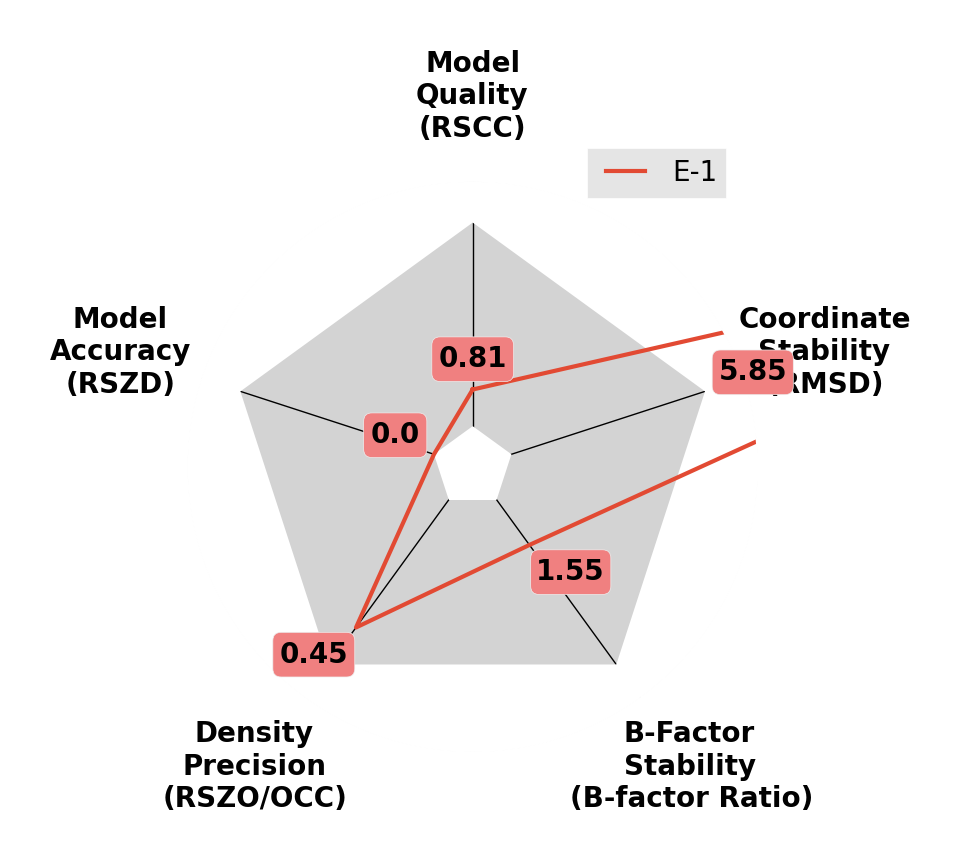 Model
Quality
(RSCC)
E-1
Model
Accuracy
(RSZD)
Coordinate
Stability
(RMSD)
0.81
5.85
0.0
1.55
0.45
Density
Precision
(RSZO/OCC)
B-Factor
Stability
(B-factor Ratio)